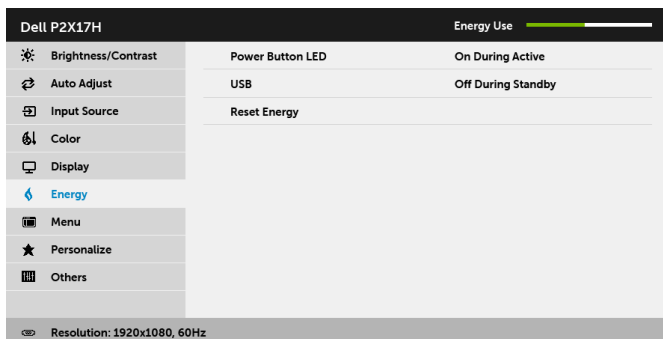 Dell P2X17H Energy Use
Brightness/Contrast Power Button LED On During Active
Auto Adjust USB Off During Standby
Input Source Reset Energy
Color
Display
Energy
Menu
Personalize
Others
Resolution: 1920x1080, 60Hz